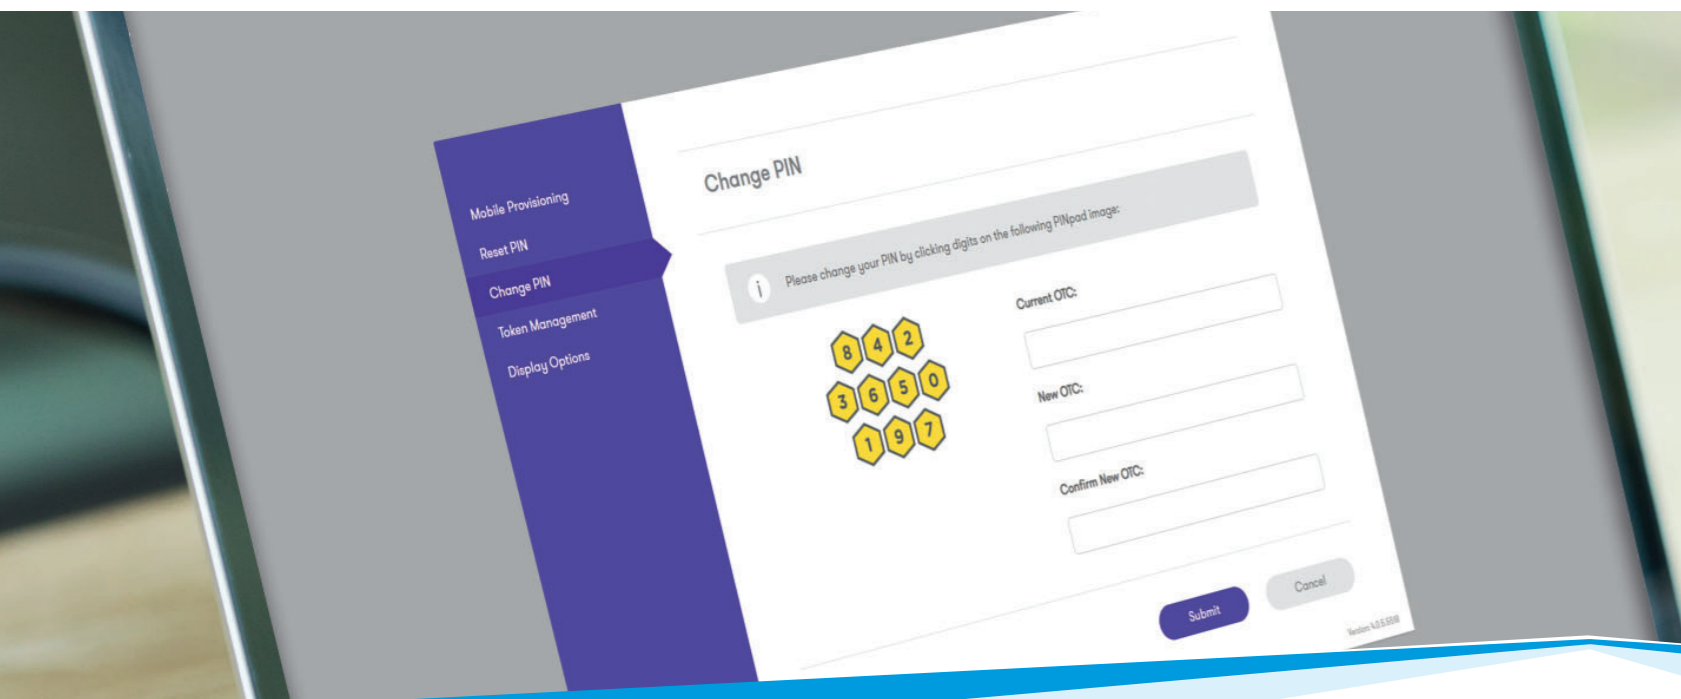 Mobile Provisioning
Reset PIN
Change PIN
Token Management
Display Options
Change PIN
i
Please change your PIN by clicking digits on the following PINpad image:
8 4 2
3 6 5 0
1 9 7
Current OTC:
New OTC:
Confirm New OTC:
Submit
Cancel